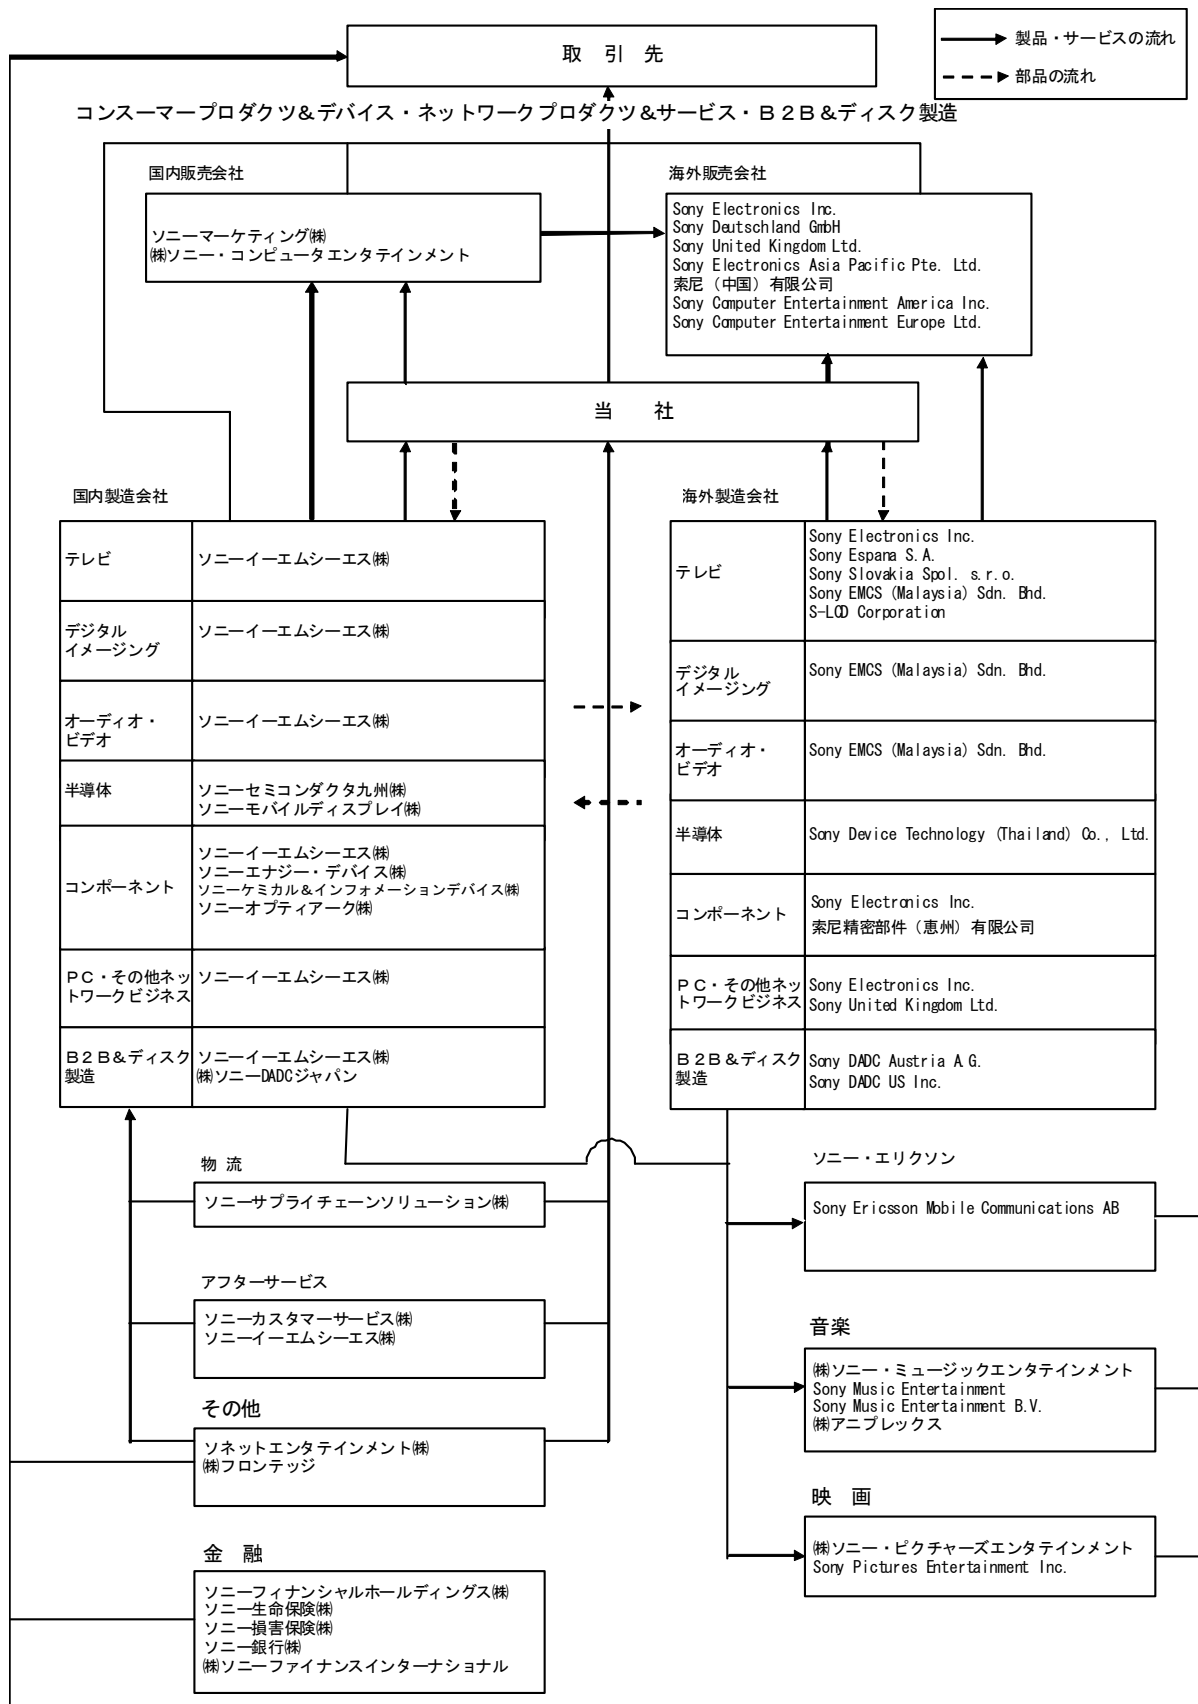 取 引 先
製品・サービスの流れ
部品の流れ
コンスーマープロダクツ&デバイス・ネットワークプロダクツ&サービス・B2B&ディスク製造
国内販売会社
ソニーマーケティング㈱
㈱ソニー・コンピュータエンタテインメント
海外販売会社
Sony Electronics Inc.
Sony Deutschland GmbH
Sony United Kingdom Ltd.
Sony Electronics Asia Pacific Pte. Ltd.
索尼（中国）有限公司
Sony Computer Entertainment America Inc.
Sony Computer Entertainment Europe Ltd.
当 社
国内製造会社
テレビ
ソニーイーエムシーエス㈱
デジタル
イメージング
ソニーイーエムシーエス㈱
オーディオ・
ビデオ
ソニーイーエムシーエス㈱
半導体
ソニーセミコンダクタ九州㈱
ソニーモバイルディスプレイ㈱
コンポーネント
ソニーイーエムシーエス㈱
ソニーエナジー・デバイス㈱
ソニーケミカル&インフォメーションデバイス㈱
ソニーオプティアーク㈱
PC・その他ネッ
トワークビジネス
ソニーイーエムシーエス㈱
B2B&ディスク
製造
ソニーイーエムシーエス㈱
㈱ソニーDADCジャパン
海外製造会社
テレビ
Sony Electronics Inc.
Sony Espana S.A.
Sony Slovakia Spol. s.r.o.
Sony EMCS (Malaysia) Sdn. Bhd.
S-LCD Corporation
デジタル
イメージング
Sony EMCS (Malaysia) Sdn. Bhd.
オーディオ・
ビデオ
Sony EMCS (Malaysia) Sdn. Bhd.
半導体
Sony Device Technology (Thailand) Co., Ltd.
コンポーネント
Sony Electronics Inc.
索尼精密部件（恵州）有限公司
PC・その他ネッ
トワークビジネス
Sony Electronics Inc.
Sony United Kingdom Ltd.
B2B&ディスク
製造
Sony DADC Austria A.G.
Sony DADC US Inc.
物 流
ソニーサプライチェーンソリューション㈱
アフターサービス
ソニーカスタマーサービス㈱
ソニーイーエムシーエス㈱
その他
ソネットエンタテインメント㈱
㈱フロンテッジ
金 融
ソニーフィナンシャルホールディングス㈱
ソニー生命保険㈱
ソニー損害保険㈱
ソニー銀行㈱
㈱ソニーファイナンスインターナショナル
ソニー・エリクソン
Sony Ericsson Mobile Communications AB
音楽
㈱ソニー・ミュージックエンタテインメント
Sony Music Entertainment
Sony Music Entertainment B.V.
㈱アニプレックス
映 画
㈱ソニー・ピクチャーズエンタテインメント
Sony Pictures Entertainment Inc.